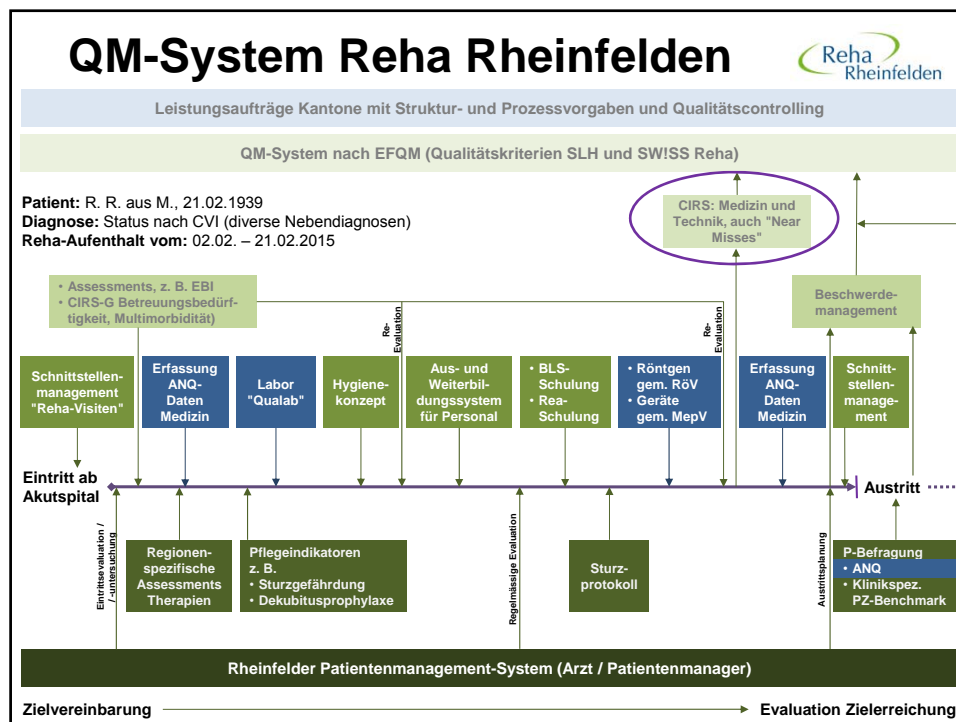 QM-System Reha Rheinfelden
Reha
Rheinfelden
Leistungsaufträge Kantone mit Struktur- und Prozessvorgaben und Qualitätscontrolling
QM-System nach EFQM (Qualitätskriterien SLH und SW!SS Reha)
Patient: R. R. aus M., 21.02.1939
Diagnose: Status nach CVI (diverse Nebendiagnosen)
Reha-Aufenthalt vom: 02.02. – 21.02.2015
CIRS: Medizin und
Technik, auch "Near
Misses"
• Assessments, z. B. EBI
• CIRS-G Betreuungsbedürf-
tigkeit, Multimorbidität)
Beschwerde-
management
Re-
Evaluation
Re-
Evaluation
Schnittstellen-
management
"Reha-Visiten"
Erfassung
ANQ-
Daten
Medizin
Labor
"Qualab"
Hygiene-
konzept
Aus- und
Weiterbil-
dungssystem
für Personal
• BLS-
Schulung
• Rea-
Schulung
• Röntgen
gem. RöV
• Geräte
gem. MepV
Erfassung
ANQ-
Daten
Medizin
Schnitt-
stellen-
manage-
ment
Eintritt ab
Akutspital
Austritt
Eintrittsevaluation /
/ -untersuchung
Regionen-
spezifische
Assessments
Therapien
Pflegeindikatoren
z. B.
• Sturzgefährdung
• Dekubitusprophylaxe
Regelmässige Evaluation
Sturz-
protokoll
Austrittsplanung
P-Befragung
• ANQ
• Klinikspez.
PZ-Benchmark
Rheinfelder Patientenmanagement-System (Arzt / Patientenmanager)
Zielvereinbarung
Evaluation Zielerreichung